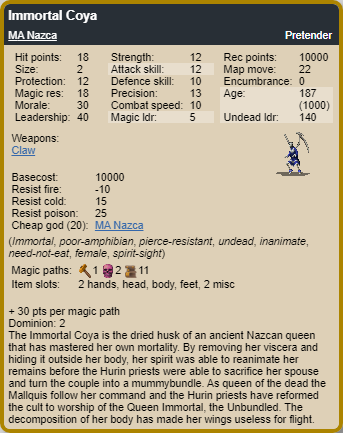 Immortal Coya
MA Nazca Pretender
Hit points: 18 Strength: 12 Rec points: 10000
Size: 2 Attack skill: 12 Map move: 22
Protection: 12 Defence skill: 10 Encumbrance: 0
Magic res: 18 Precision: 13 Age: 187
Morale: 30 Combat speed: 10 (1000)
Leadership: 40 Magic ldr: 5 Undead ldr: 140
Weapons:
Claw
Basecost: 10000
Resist fire: -10
Resist cold: 15
Resist poison: 25
Cheap god (20): MA Nazca
(Immortal, poor-amphibian, pierce-resistant, undead, inanimate,
need-not-eat, female, spirit-sight)
Magic paths: 1 2 11
Item slots: 2 hands, head, body, feet, 2 misc
+ 30 pts per magic path
Dominion: 2
The Immortal Coya is the dried husk of an ancient Nazcan queen
that has mastered her own mortality. By removing her viscera and
hiding it outside her body, her spirit was able to reanimate her
remains before the Hurin priests were able to sacrifice her spouse
and turn the couple into a mummybundle. As queen of the dead the
Mallquis follow her command and the Hurin priests have reformed
the cult to worship of the Queen Immortal, the Unbundled. The
decomposition of her body has made her wings useless for flight.